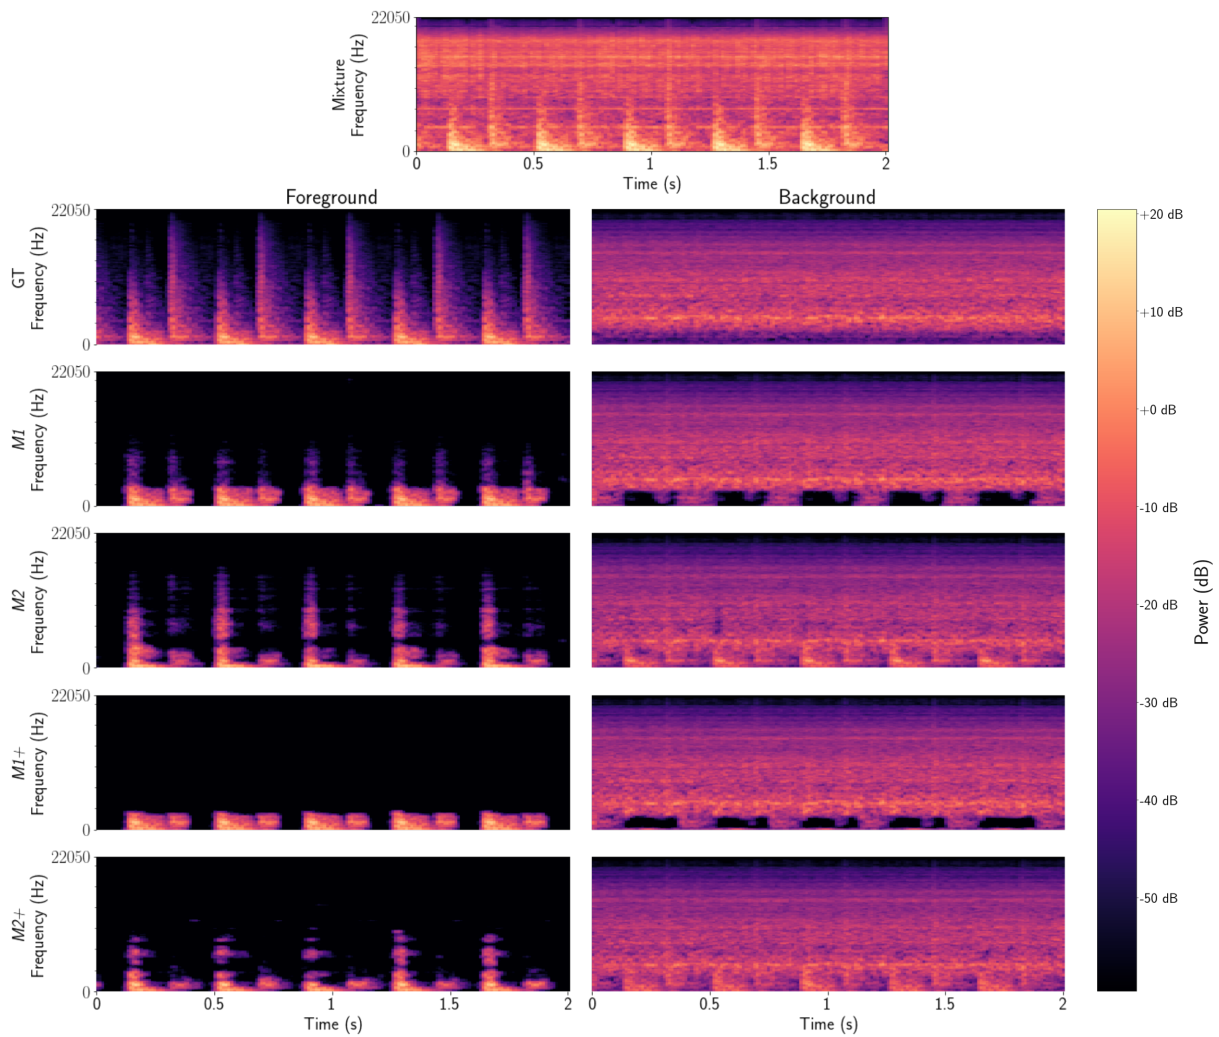 22050
Mixture
Frequency (Hz)
0
0 0.5 1 1.5 2
Time (s)
Foreground Background
22050
GT
Frequency (Hz)
0
22050
M1
Frequency (Hz)
0
22050
M2
Frequency (Hz)
0
22050
M1+
Frequency (Hz)
0
22050
M2+
Frequency (Hz)
0
0 0.5 1 1.5 2
Time (s)
0 0.5 1 1.5 2
Time (s)
+20 dB
+10 dB
+0 dB
-10 dB
-20 dB
-30 dB
-40 dB
-50 dB
Power (dB)